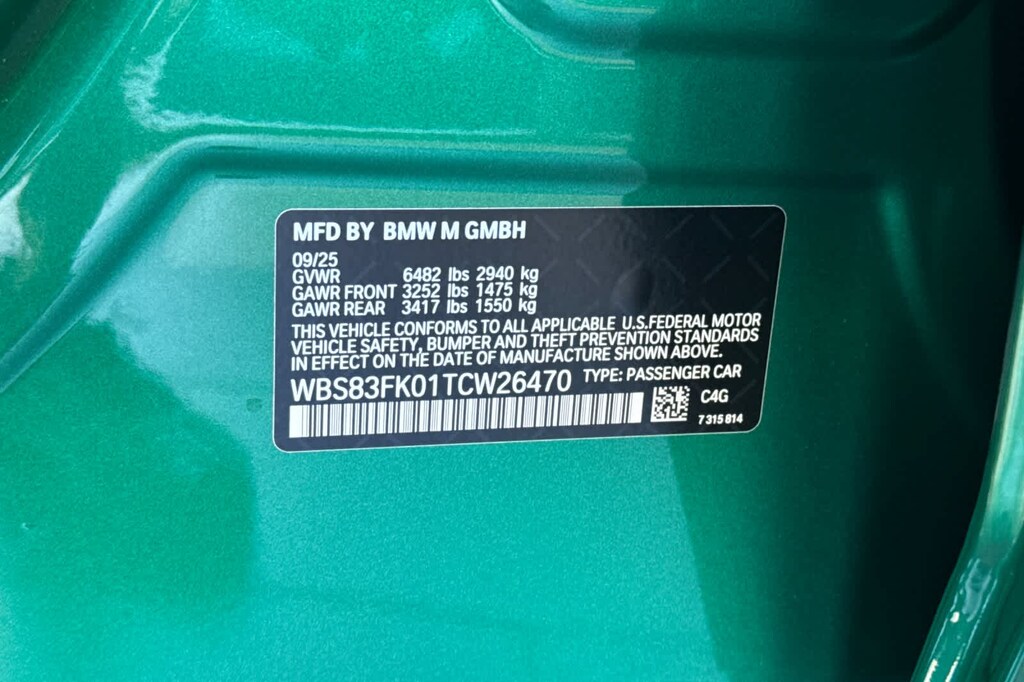 MFD BY BMW M GMBH
09/25
GVWR 6482 lbs 2940 kg
GAWR FRONT 3252 lbs 1475 kg
GAWR REAR 3417 lbs 1550 kg
THIS VEHICLE CONFORMS TO ALL APPLICABLE U.S.FEDERAL MOTOR
VEHICLE SAFETY, BUMPER AND THEFT PREVENTION STANDARDS
IN EFFECT ON THE DATE OF MANUFACTURE SHOWN ABOVE.
WBS83FK01TCW26470 TYPE: PASSENGER CAR
C4G
7 315 814